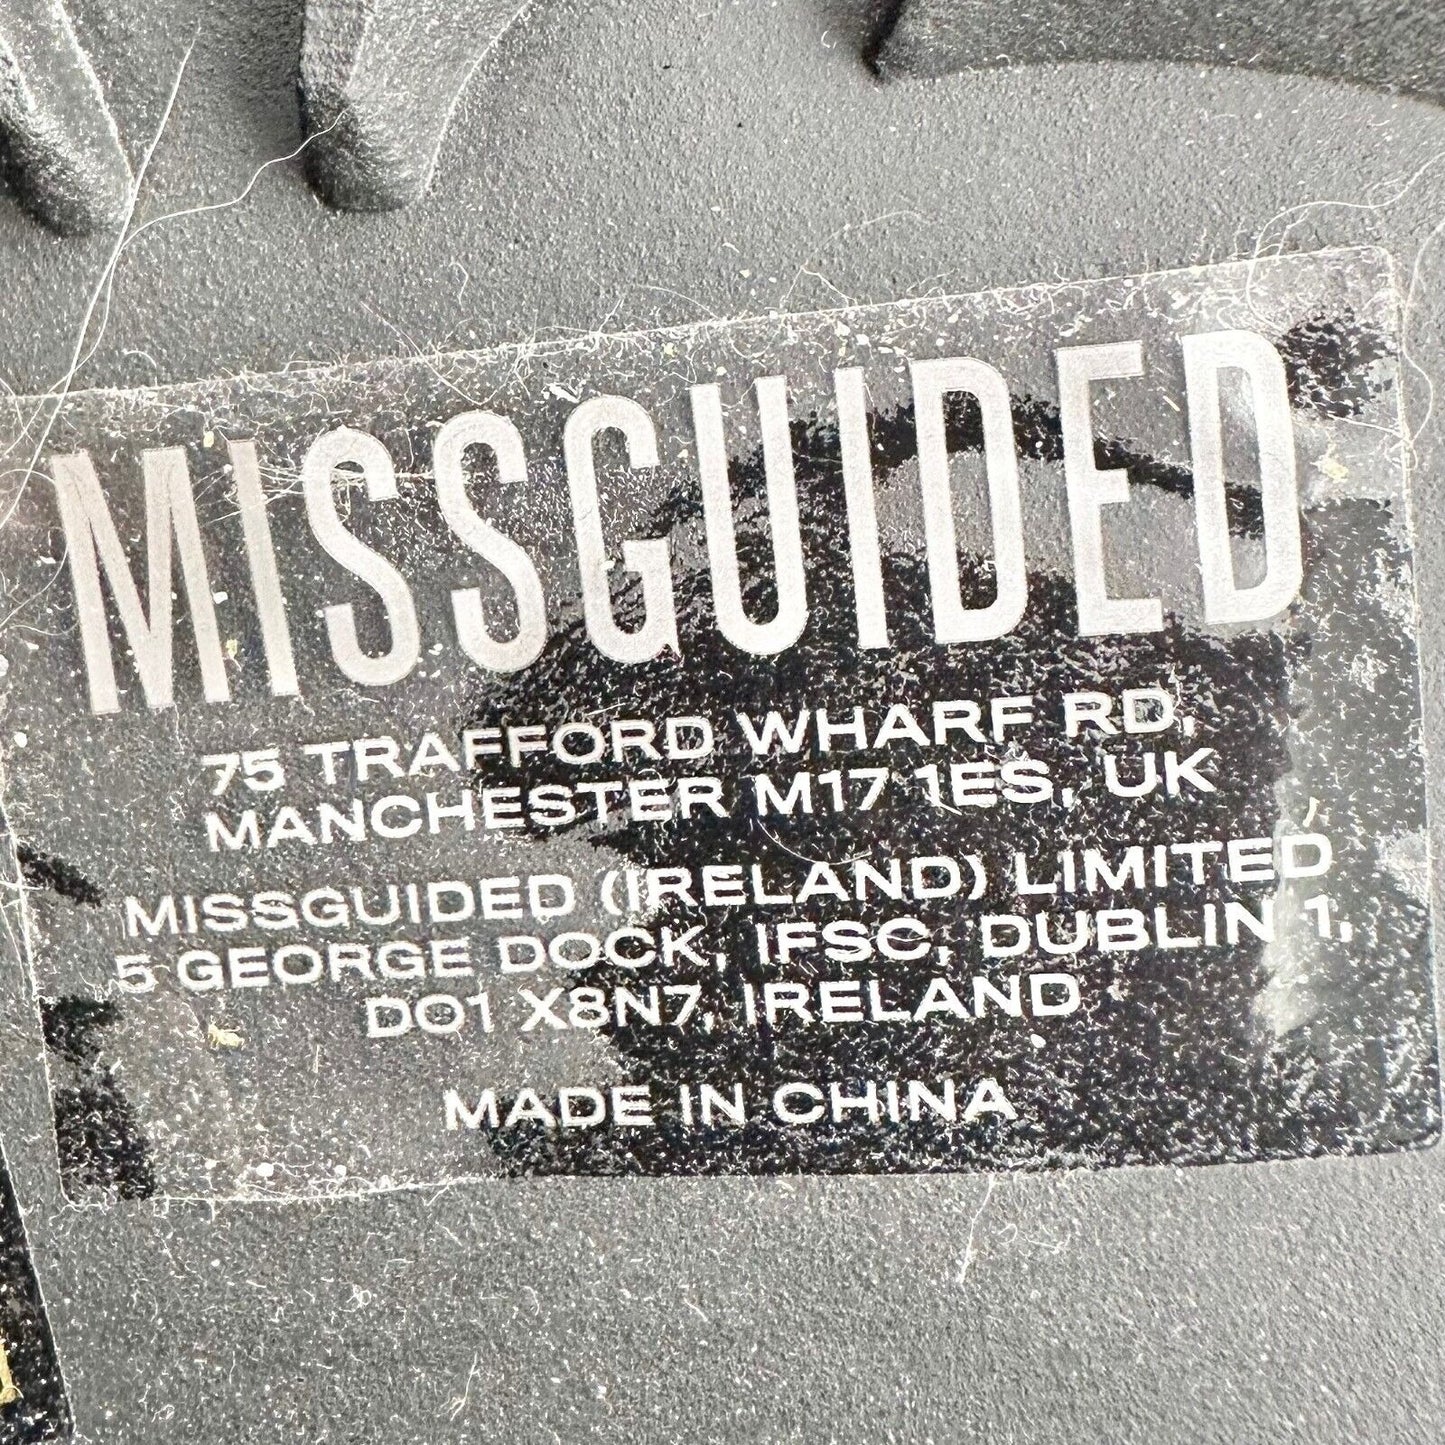 MISSGUIDED
75 TRAFFORD WHARF RD,
MANCHESTER M17 1ES, UK
MISSGUIDED (IRELAND) LIMITED
5 GEORGE DOCK, IFSC, DUBLIN 1,
DO1 X8N7, IRELAND
MADE IN CHINA